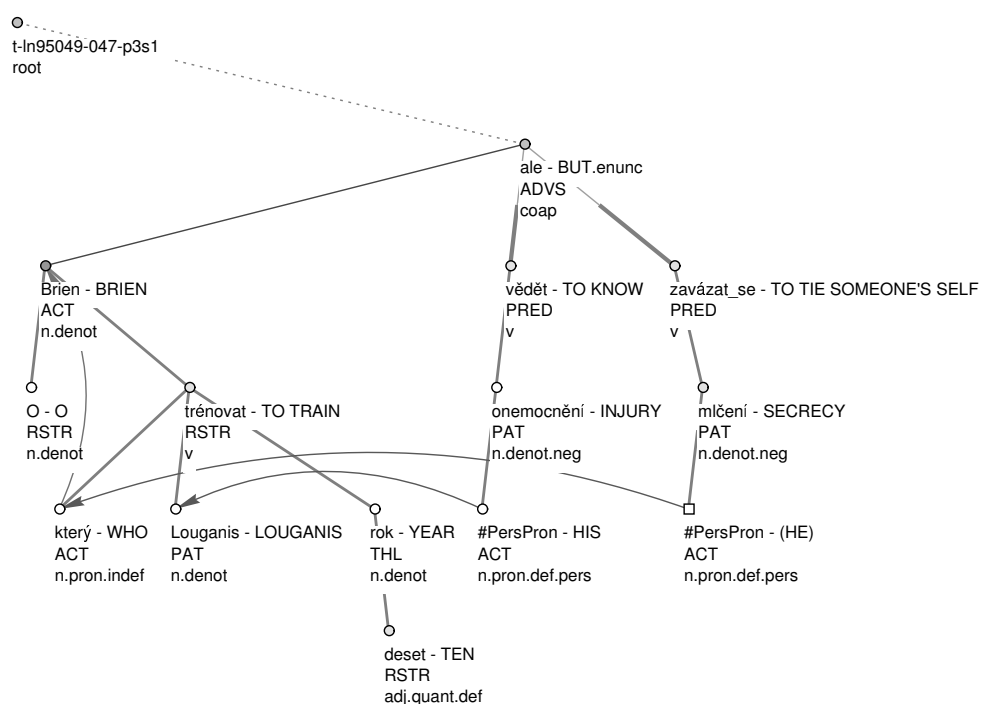 t-ln95049-047-p3s1
root
ale - BUT.enunc
ADVS
coap
Brien - BRIEN
ACT
n.denot
vědět - TO KNOW
PRED
v
zavázat_se - TO TIE SOMEONE'S SELF
PRED
v
O - O
RSTR
n.denot
trénovat - TO TRAIN
RSTR
v
onemocnění - INJURY
PAT
n.denot.neg
mlčení - SECRECY
PAT
n.denot.neg
který - WHO
ACT
n.pron.indef
Louganis - LOUGANIS
PAT
n.denot
rok - YEAR
THL
n.denot
#PersPron - HIS
ACT
n.pron.def.pers
#PersPron - (HE)
ACT
n.pron.def.pers
deset - TEN
RSTR
adj.quant.def